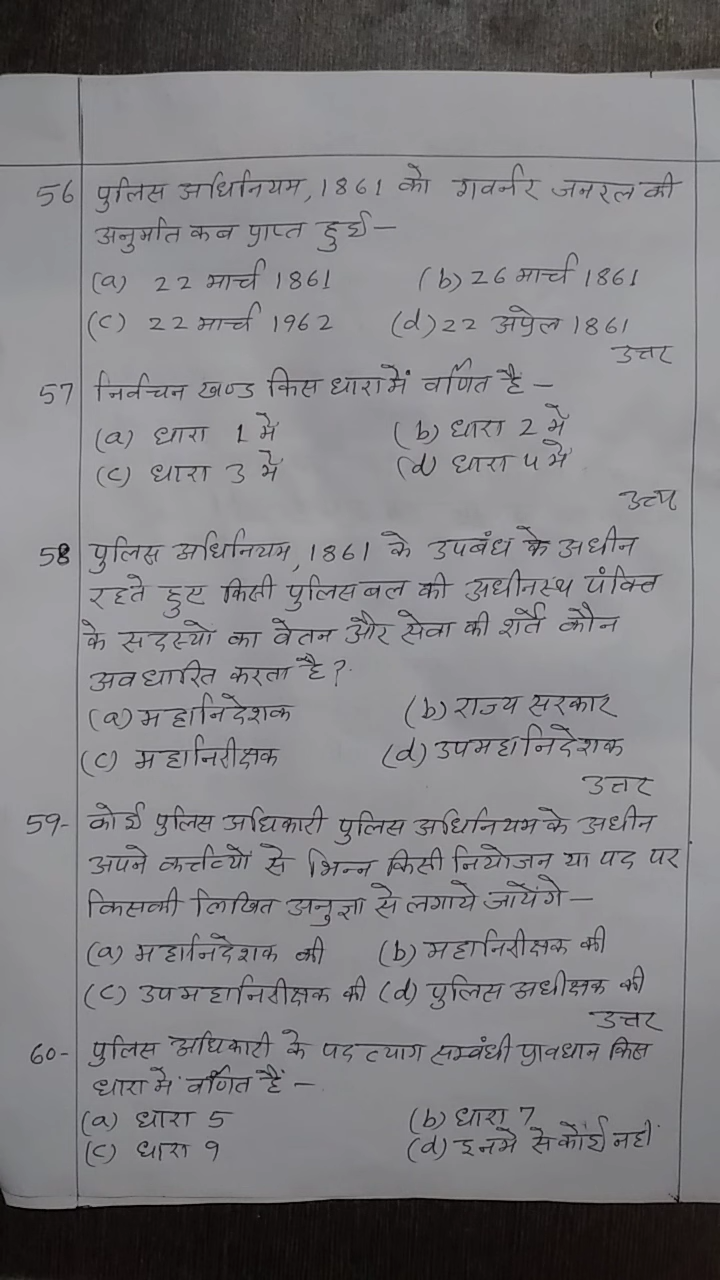 56 पुलिस अधिनियम, 1861 को गवर्नर जनरल की
अनुमति कब प्राप्त हुई –
(a) 22 मार्च 1861 (b) 26 मार्च 1861
(c) 22 मार्च 1962 (d) 22 अप्रेल 1861
उत्तर
57 निर्वचन खण्ड किस धारा में वर्णित है –
(a) धारा 1 में (b) धारा 2 में
(c) धारा 3 में (d) धारा 4 में
उत्तर
58 पुलिस अधिनियम, 1861 के उपबंध के अधीन
रहते हुए किसी पुलिस बल की अधीनस्थ पंक्ति
के सदस्यो का वेतन और सेवा की शर्ते कौन
अवधारित करता है?
(a) महानिदेशक (b) राज्य सरकार
(c) महानिरीक्षक (d) उपमहानिदेशक
उत्तर
59- कोई पुलिस अधिकारी पुलिस अधिनियम के अधीन
अपने कर्त्तव्यों से भिन्न किसी नियोजन या पद पर
किसकी लिखित अनुज्ञा से लगाये जायेंगे –
(a) महानिदेशक की (b) महानिरीक्षक की
(c) उपमहानिरीक्षक की (d) पुलिस अधीक्षक की
उत्तर
60- पुलिस अधिकारी के पद त्याग सम्बंधी प्रावधान किस
धारा में वर्णित हैं –
(a) धारा 5 (b) धारा 7
(c) धारा 9 (d) इनमे से कोई नहीं